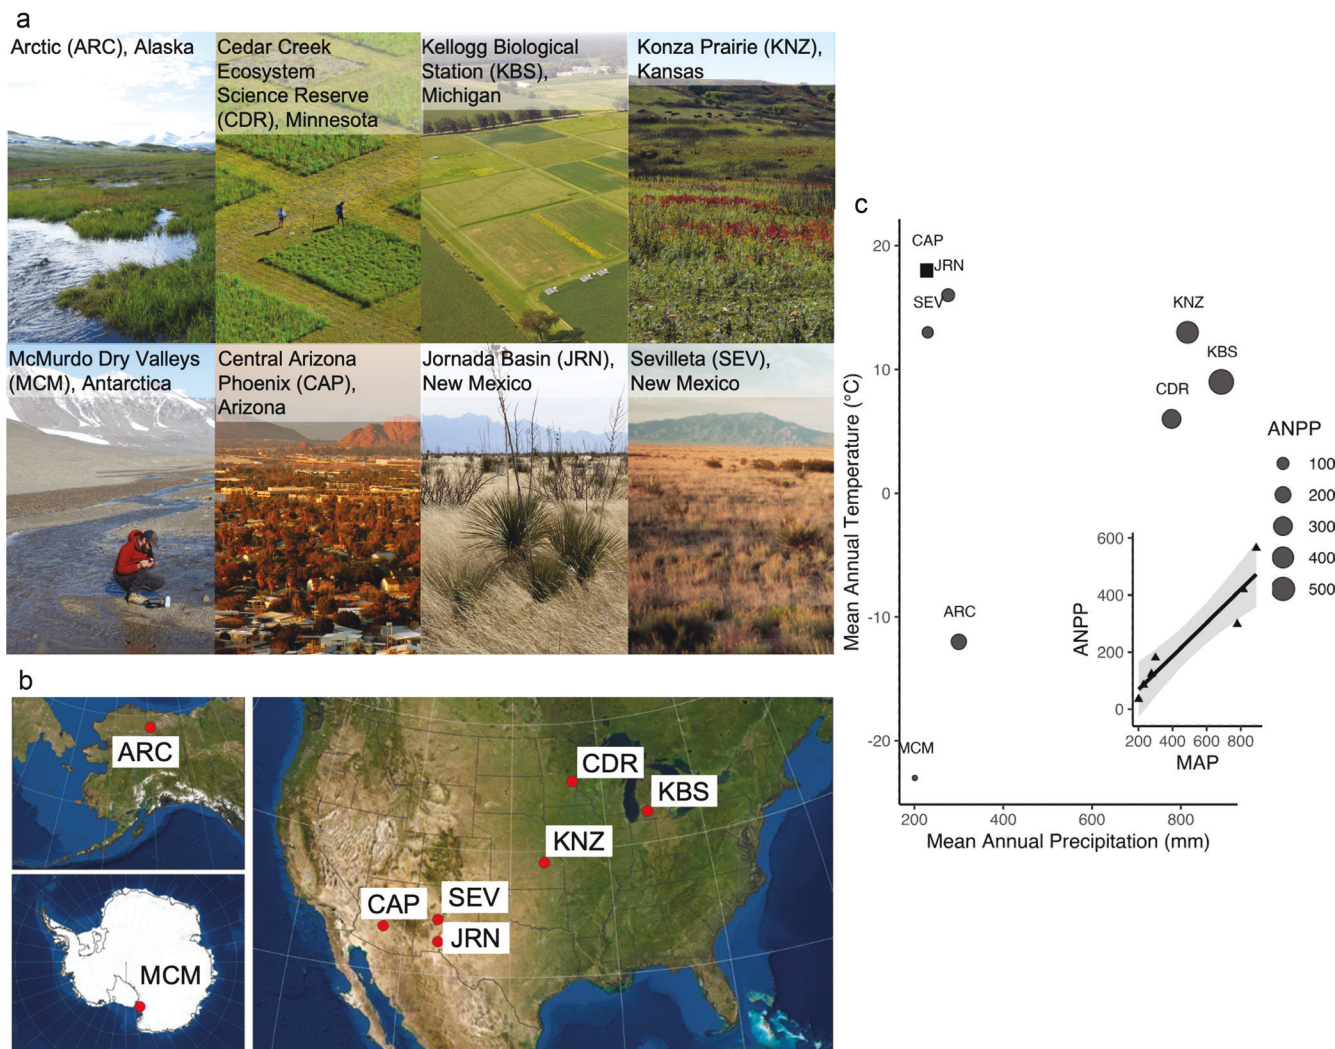 a
Arctic (ARC), Alaska
Cedar Creek
Ecosystem
Science Reserve
(CDR), Minnesota
Kellogg Biological
Station (KBS),
Michigan
Konza Prairie (KNZ),
Kansas
McMurdo Dry Valleys
(MCM), Antarctica
Central Arizona
Phoenix (CAP),
Arizona
Jornada Basin (JRN),
New Mexico
Sevilleta (SEV),
New Mexico
b
ARC
MCM
CDR
KBS
KNZ
CAP
SEV
JRN
c
Mean Annual Temperature (°C)
20
10
0
-10
-20
CAP
JRN
SEV
KNZ
KBS
CDR
ARC
MCM
200
400
600
800
Mean Annual Precipitation (mm)
ANPP
600
400
200
0
200 400 600 800
MAP
ANPP
100
200
300
400
500